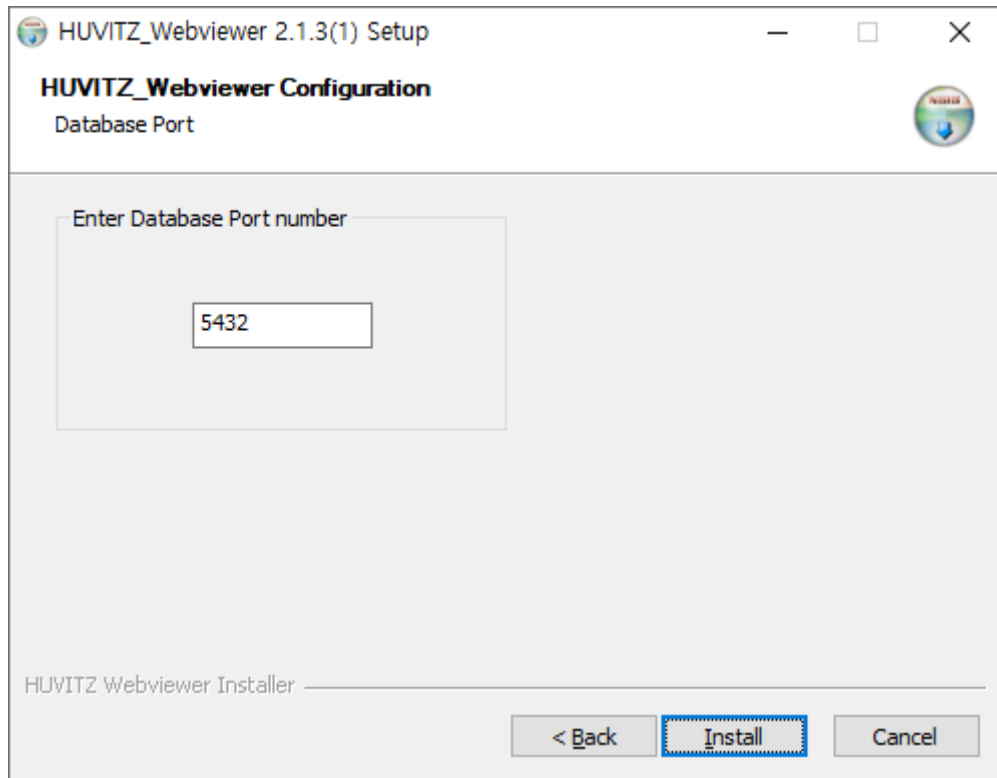 HUVITZ_Webviewer 2.1.3(1) Setup
HUVITZ_Webviewer Configuration
Database Port
Enter Database Port number
5432
HUVITZ Webviewer Installer
< Back
Install
Cancel